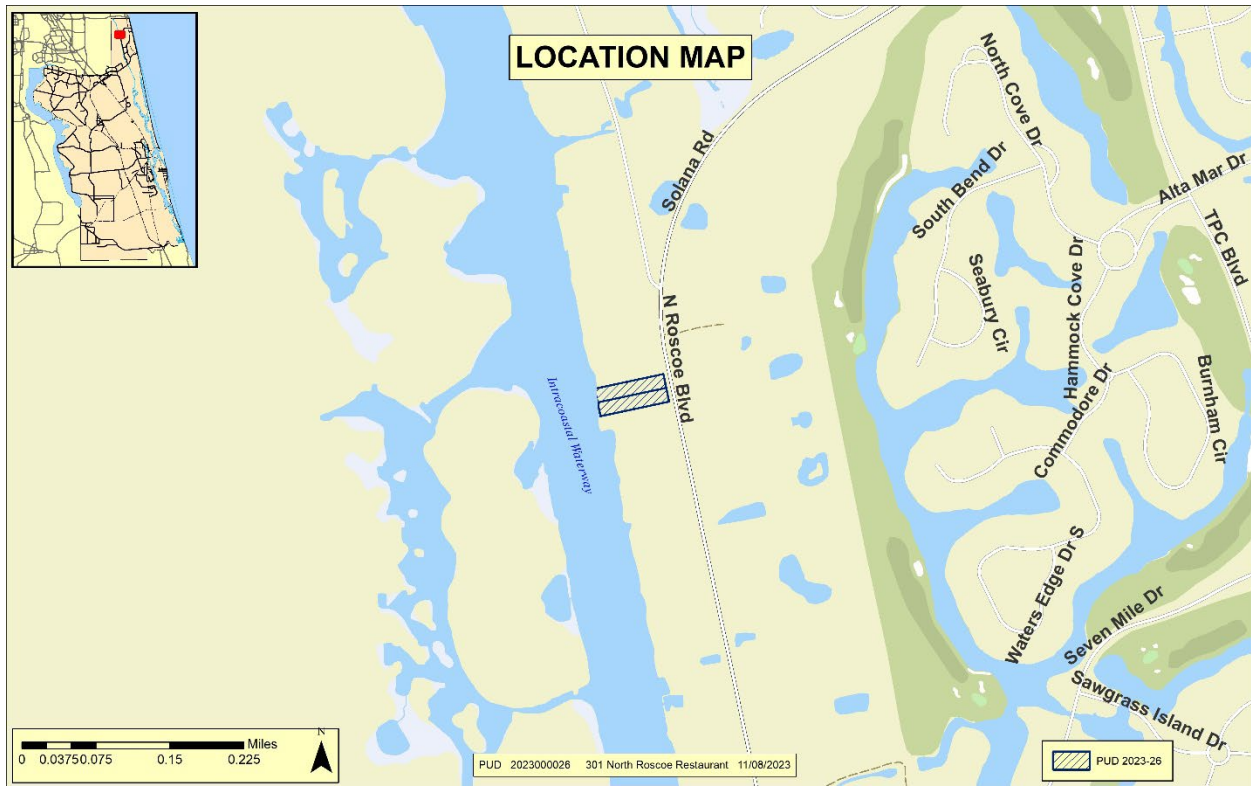 LOCATION MAP
North Cove Dr
Solana Rd
South Bend Dr
Alta Mar Dr
TPC Blvd
Seabury Cir
Hammock Cove Dr
N Roscoe Blvd
Intracoastal Waterway
Commodore Dr
Burnham Cir
Waters Edge Dr S
Seven Mile Dr
Sawgrass Island Dr
Miles
0 0.0375 0.075 0.15 0.225
N
PUD 2023000026 301 North Roscoe Restaurant 11/08/2023
PUD 2023-26